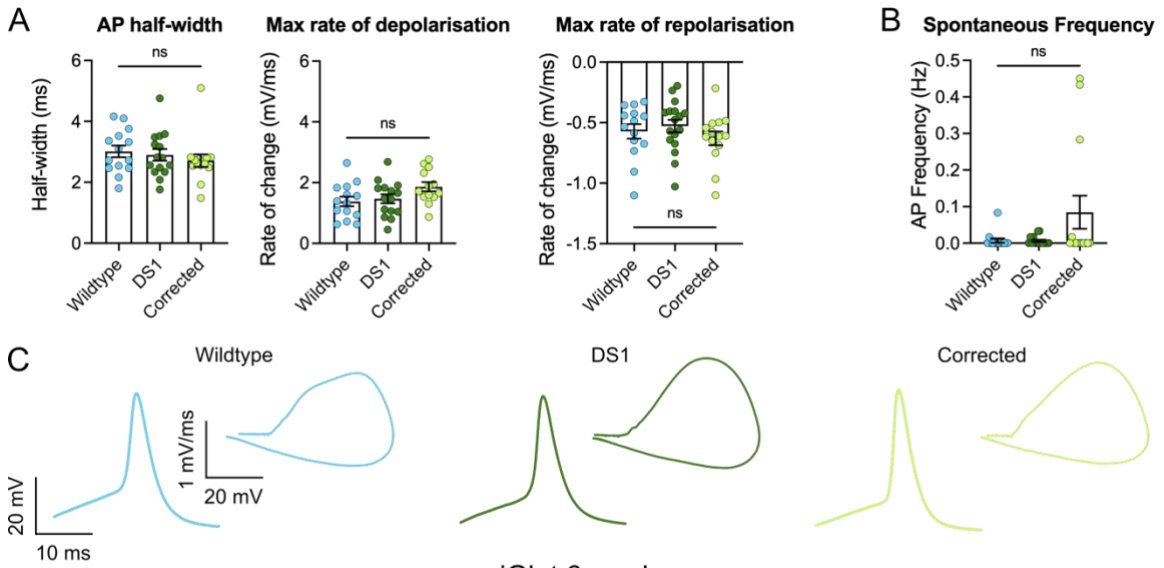 A
AP half-width
Max rate of depolarisation
Max rate of repolarisation
B
Spontaneous Frequency
Half-width (ms)
6
4
2
0
ns
Wildtype
DS1
Corrected
Rate of change (mV/ms)
6
4
2
0
ns
Wildtype
DS1
Corrected
Rate of change (mV/ms)
0.0
-0.5
-1.0
-1.5
ns
Wildtype
DS1
Corrected
AP Frequency (Hz)
0.5
0.4
0.3
0.2
0.1
0.0
ns
Wildtype
DS1
Corrected
C
Wildtype
DS1
Corrected
1 mV/ms
20 mV
20 mV
10 ms